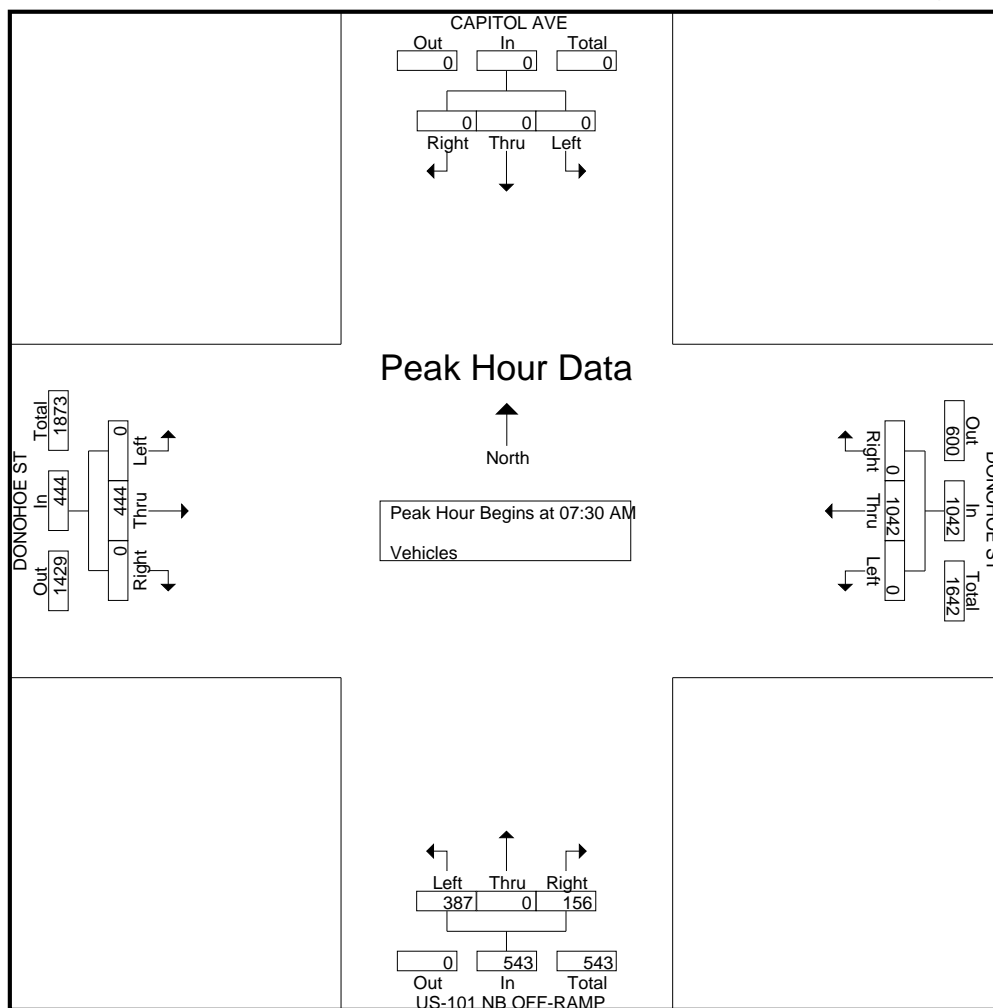 CAPITOL AVE
Out In Total
0 0 0
0 0 0
Right Thru Left
Peak Hour Data
North
Peak Hour Begins at 07:30 AM
Vehicles
DONOHOE ST
Total In Out
1873 444 1429
0 444 0
Left Thru Right
DONOHOE ST
Out In Total
600 1042 1642
0 1042 0
Right Thru Left
Left Thru Right
387 0 156
0 543 543
Out In Total
US-101 NB OFF-RAMP